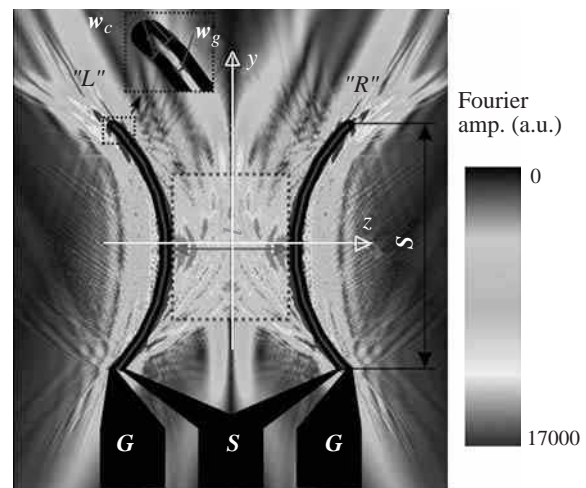 w_c
w_g
"L"
y
"R"
z
S
G
S
G
Fourier
amp. (a.u.)
0
17000